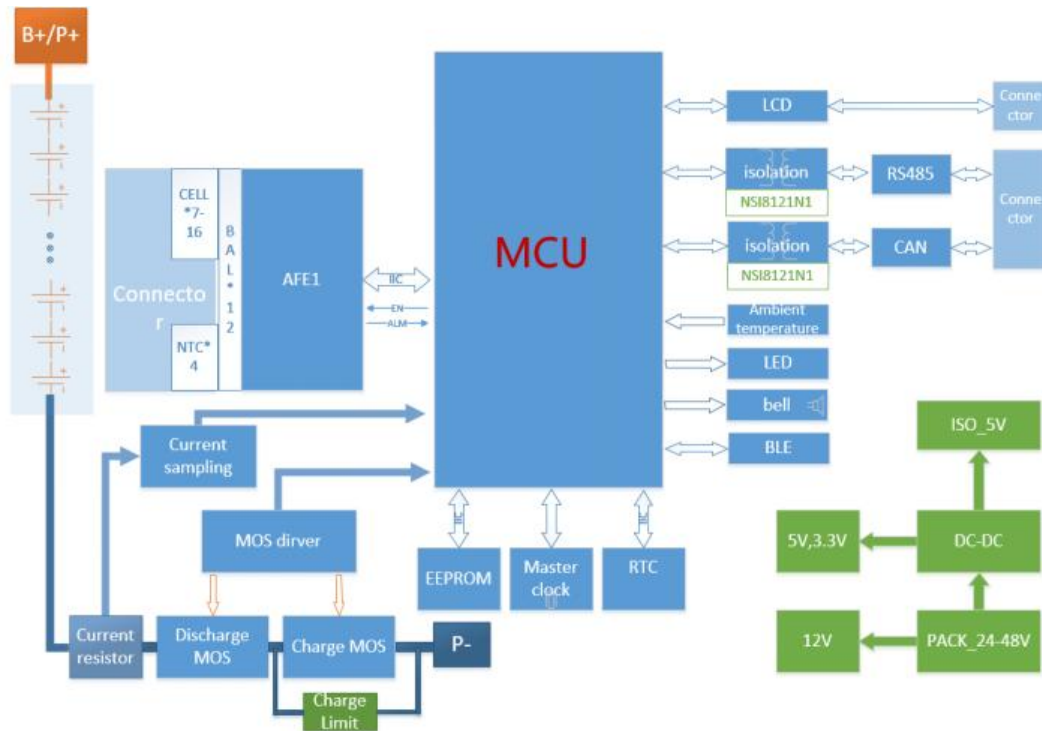 B+/P+
MCU
LCD
Conne
ctor
isolation
NSI8121N1
RS485
Conne
ctor
isolation
NSI8121N1
CAN
CELL
*7-
16
B
A
L
*
1
2
AFE1
Connecto
r
NTC*
4
IIC
EN
ALM
Ambient
temperature
LED
bell
BLE
Current
sampling
MOS dirver
IIC
IIC
EEPROM
Master
clock
RTC
Current
resistor
Discharge
MOS
Charge MOS
P-
Charge
Limit
ISO_5V
5V,3.3V
DC-DC
12V
PACK_24-48V